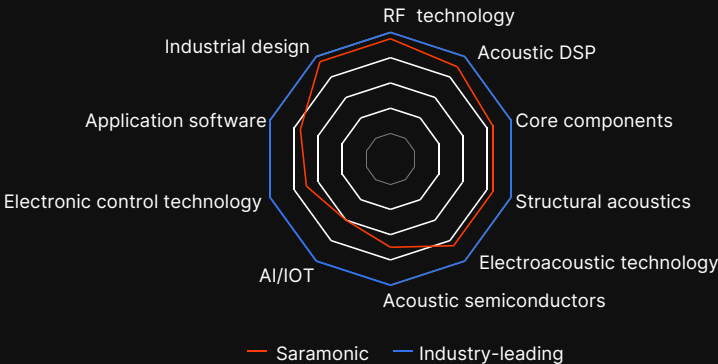 RF technology
Industrial design
Acoustic DSP
Application software
Core components
Electronic control technology
Structural acoustics
AI/IOT
Electroacoustic technology
Acoustic semiconductors
Saramonic
Industry-leading